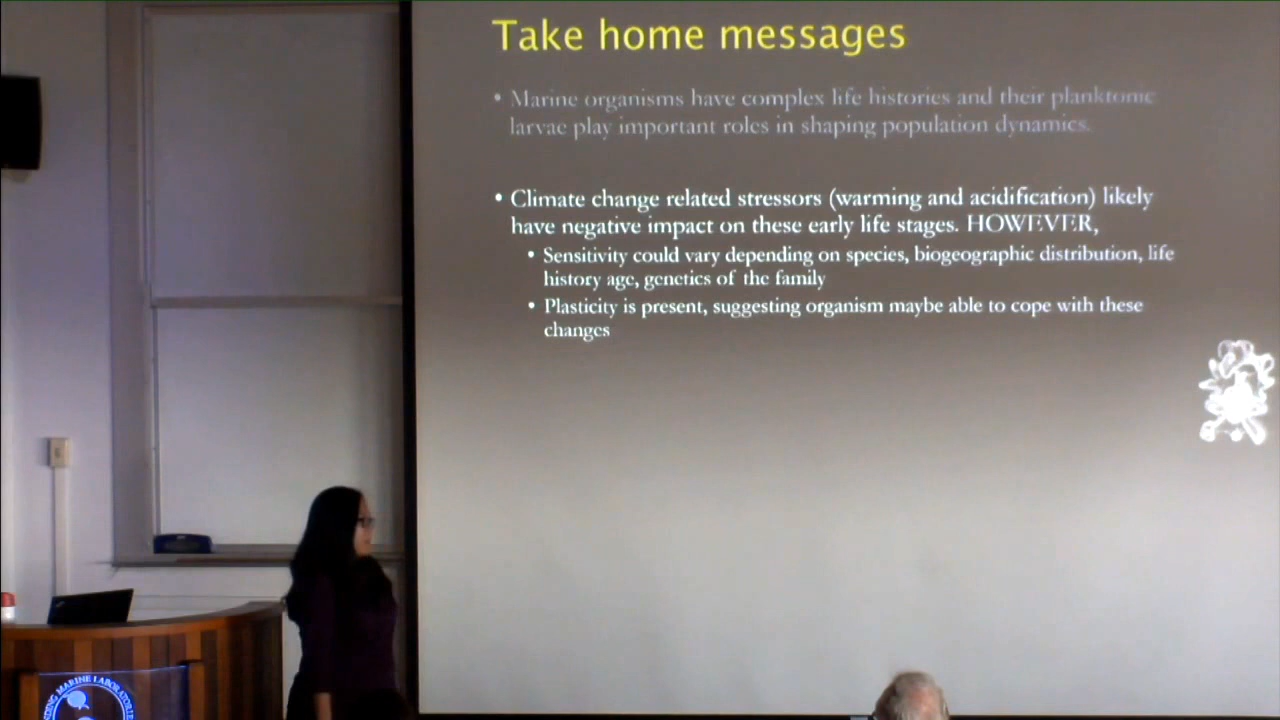 Take home messages
• Marine organisms have complex life histories and their planktonic
larvae play important roles in shaping population dynamics.
• Climate change related stressors (warming and acidification) likely
have negative impact on these early life stages. HOWEVER,
• Sensitivity could vary depending on species, biogeographic distribution, life
history age, genetics of the family
• Plasticity is present, suggesting organism maybe able to cope with these
changes
MARINE LABORATORIES